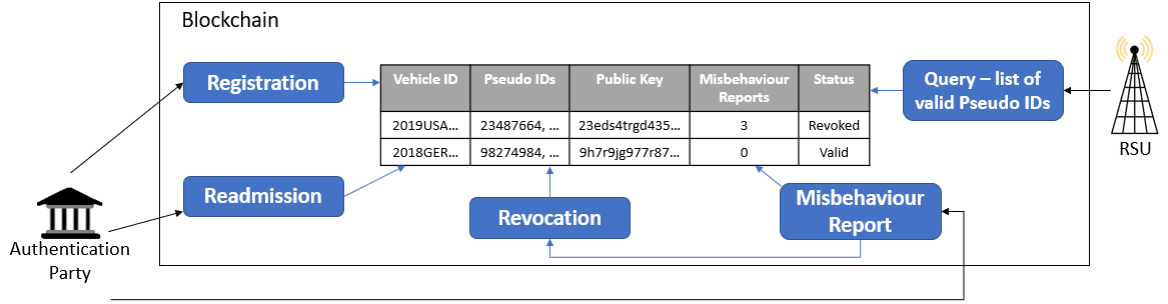 Blockchain
Registration
Vehicle ID Pseudo IDs Public Key Misbehaviour Reports Status
2019USA... 23487664, ... 23eds4trgd435... 3 Revoked
2018GER... 98274984, ... 9h7r9jg977r87... 0 Valid
Query – list of
valid Pseudo IDs
RSU
Readmission
Revocation
Misbehaviour
Report
Authentication
Party